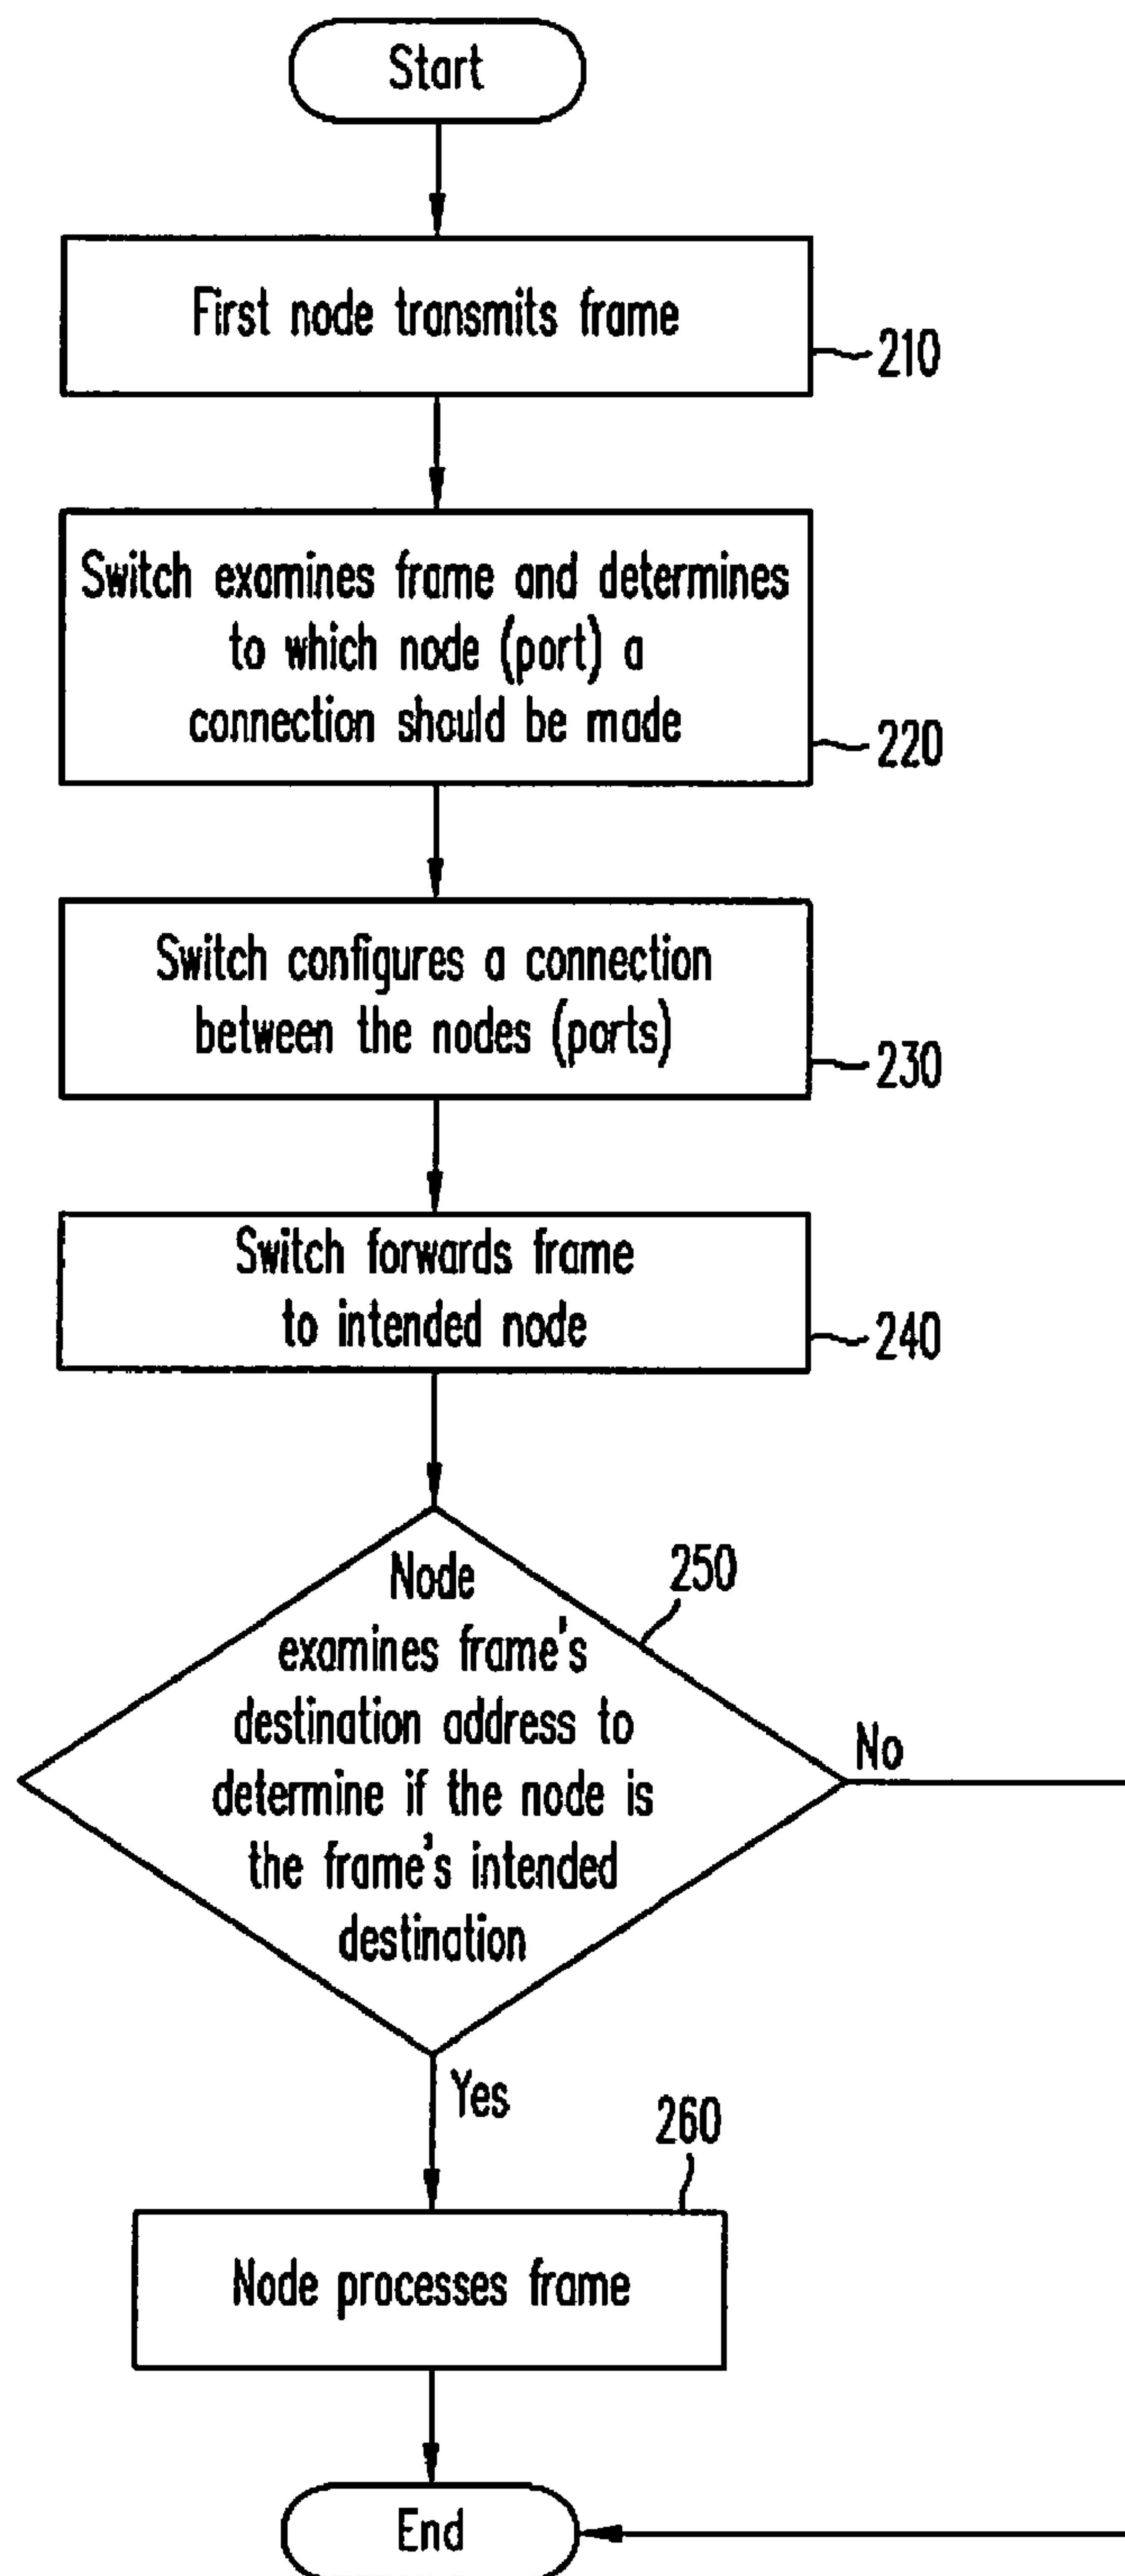 Start
First node transmits frame
210
Switch examines frame and determines
to which node (port) a
connection should be made
220
Switch configures a connection
between the nodes (ports)
230
Switch forwards frame
to intended node
240
Node
examines frame's
destination address to
determine if the node is
the frame's intended
destination
250
No
Yes
260
Node processes frame
End